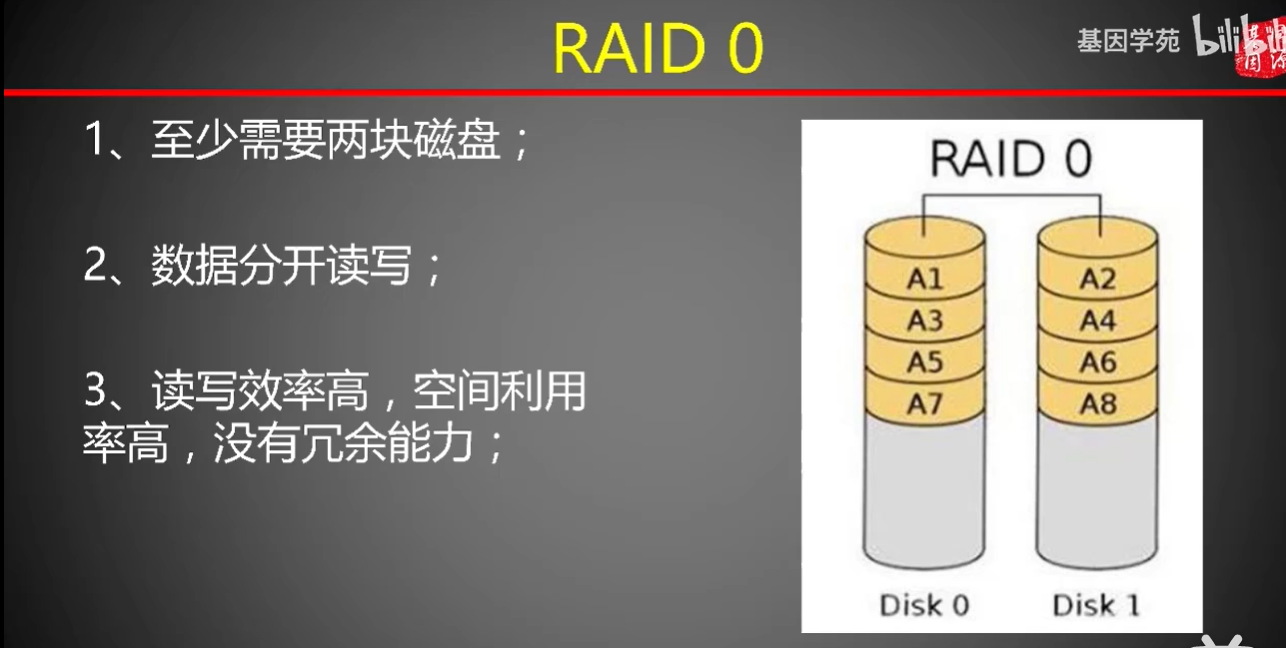 RAID 0
基因学苑 bilibili
1、至少需要两块磁盘；
2、数据分开读写；
3、读写效率高，空间利用
率高，没有冗余能力；
RAID 0
A1 A2
A3 A4
A5 A6
A7 A8
Disk 0 Disk 1